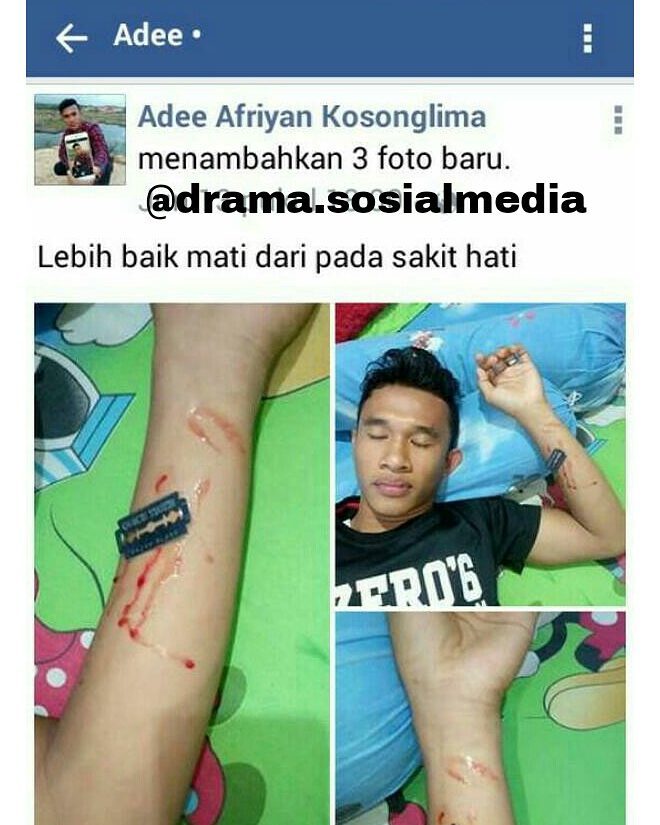 Adee •
Adee Afriyan Kosonglima
menambahkan 3 foto baru.
@drama.sosialmedia
Lebih baik mati dari pada sakit hati
ZERO'6